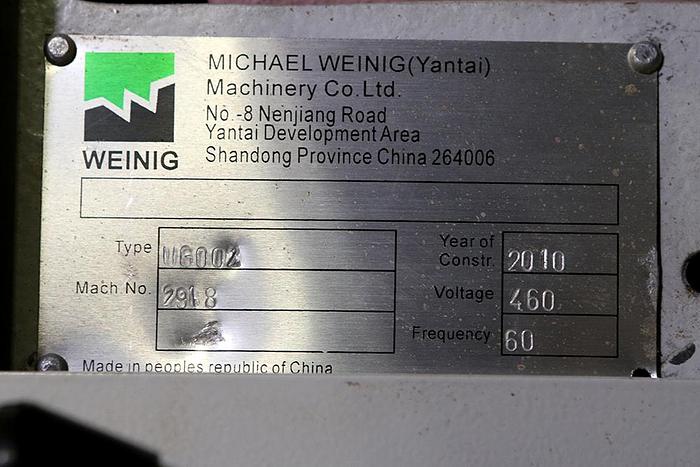 MICHAEL WEINIG(Yantai)
Machinery Co.Ltd.
No.-8 Nenjiang Road
Yantai Development Area
Shandong Province China 264006
WEINIG
Type
Year of Constr. 2010
Mach No. 2918
Voltage 460
Frequency 60
Made in peoples republic of China